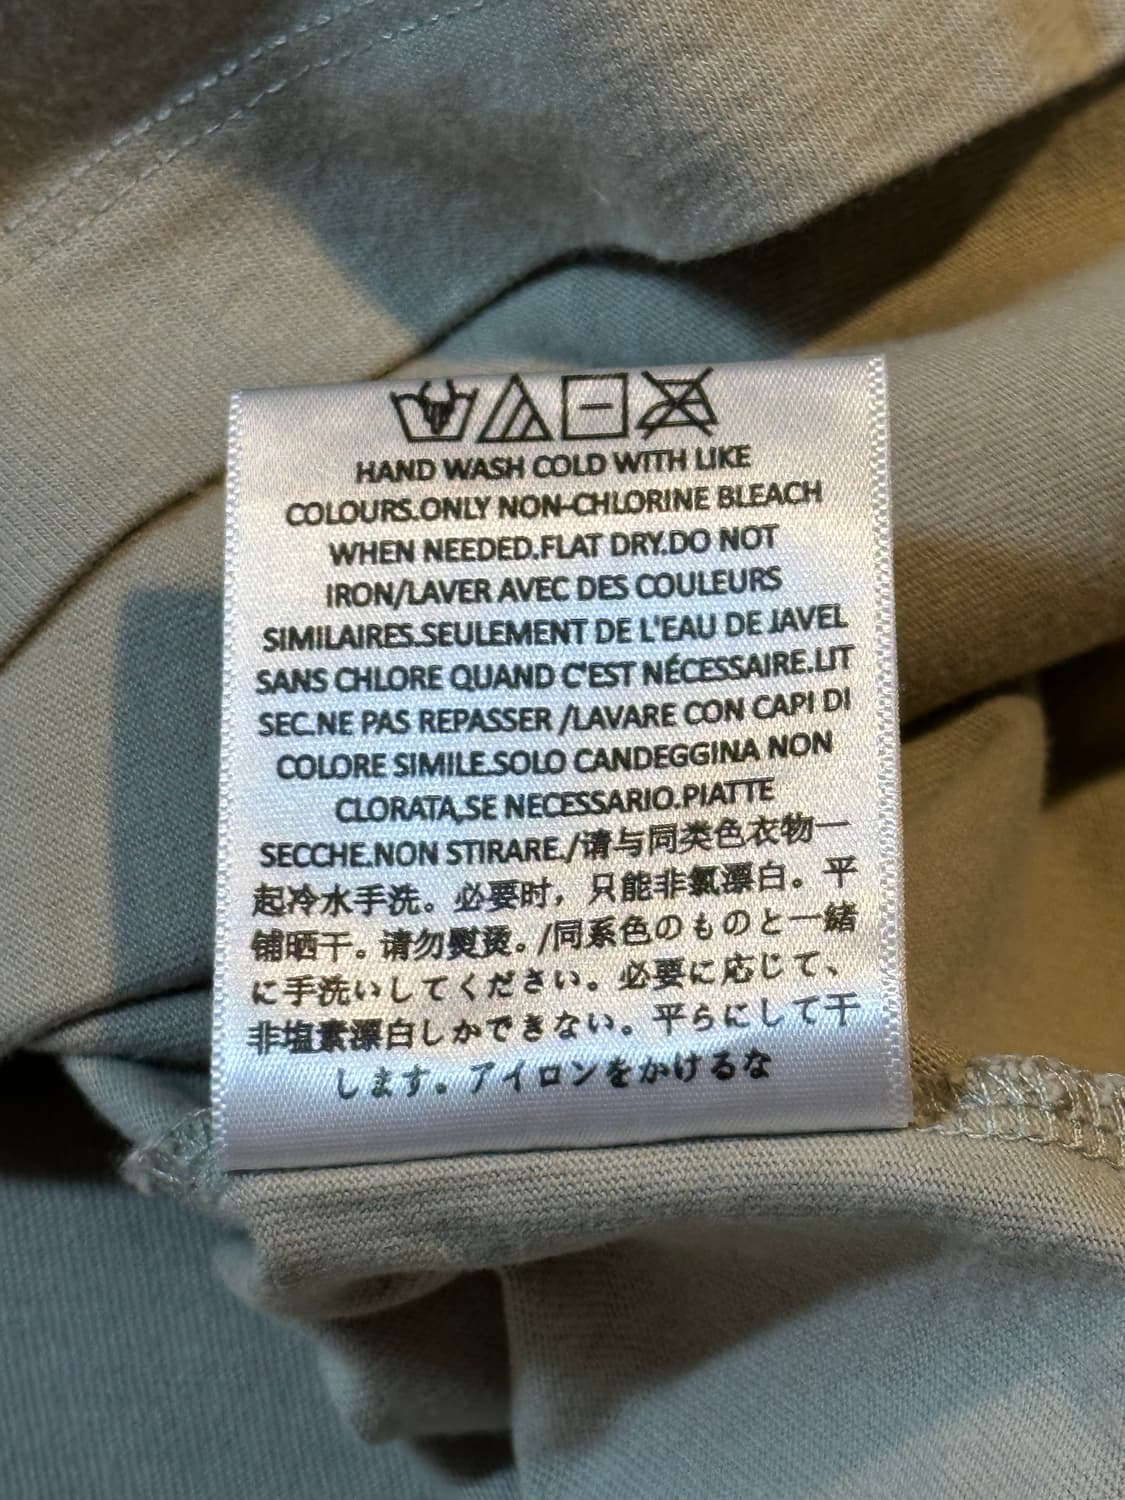 HAND WASH COLD WITH LIKE
COLOURS.ONLY NON-CHLORINE BLEACH
WHEN NEEDED.FLAT DRY.DO NOT
IRON/LAVER AVEC DES COULEURS
SIMILAIRES.SEULEMENT DE L'EAU DE JAVEL
SANS CHLORE QUAND C'EST NÉCESSAIRE.LIT
SEC.NE PAS REPASSER /LAVARE CON CAPI DI
COLORE SIMILE.SOLO CANDEGGINA NON
CLORATA,SE NECESSARIO.PIATTE
SECCHE.NON STIRARE./请与同类色衣物一
起冷水手洗。必要时，只能非氯漂白。平
铺晒干。请勿熨烫。/同系色のものと一緒
に手洗いしてください。必要に応じて、
非塩素漂白しかできない。平らにして干
します。アイロンをかけるな